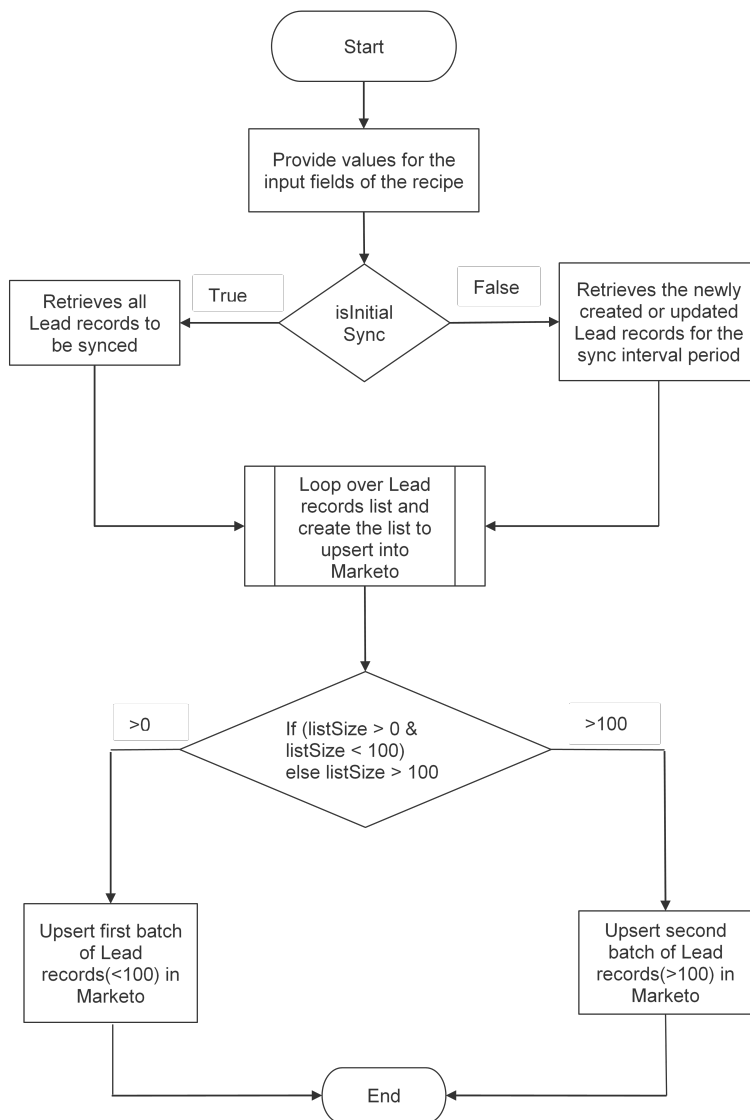 Start
Provide values for the
input fields of the recipe
True
False
Retrieves all
Lead records to
be synced
isInitial
Sync
Retrieves the newly
created or updated
Lead records for the
sync interval period
Loop over Lead
records list and
create the list to
upsert into
Marketo
>0
>100
If (listSize > 0 &
listSize < 100)
else listSize > 100
Upsert first batch
of Lead
records(<100) in
Marketo
Upsert second
batch of Lead
records(>100) in
Marketo
End